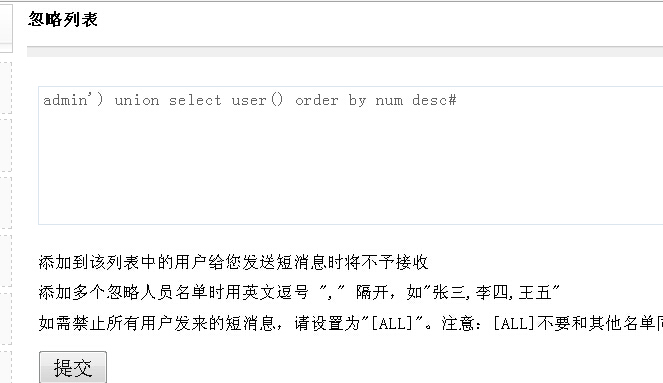 忽略列表
admin') union select user() order by num desc#
添加到该列表中的用户给您发送短消息时将不予接收
添加多个忽略人员名单时用英文逗号 "," 隔开，如"张三,李四,王五"
如需禁止所有用户发来的短消息，请设置为"[ALL]"。注意：[ALL]不要和其他名单
提交